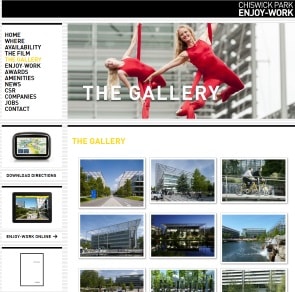 CHISWICK PARK
ENJOY-WORK
HOME
WHERE
AVAILABILITY
THE FILM
THE GALLERY
ENJOY-WORK
AWARDS
AMENITIES
NEWS
CSR
COMPANIES
JOBS
CONTACT
THE GALLERY
THE GALLERY
DOWNLOAD DIRECTIONS
ENJOY-WORK ONLINE →